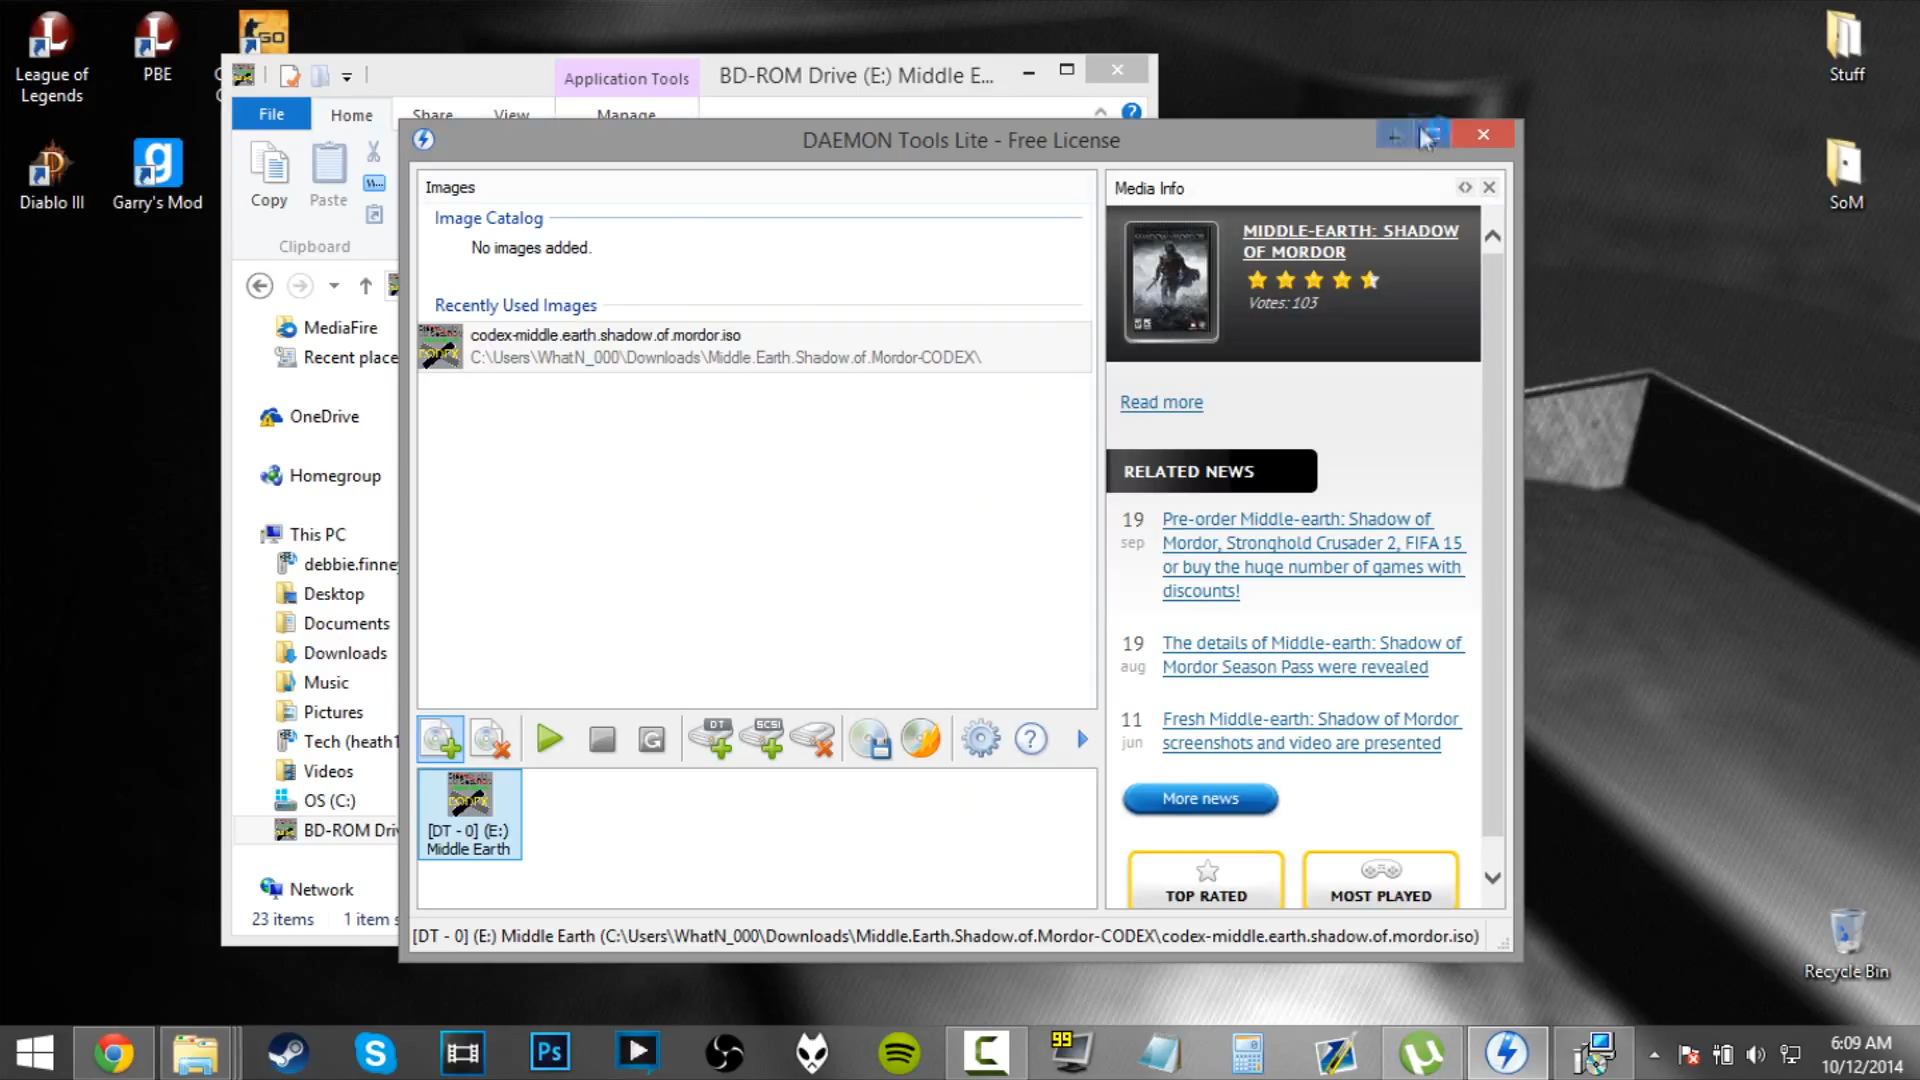 League of
Legends
PBE
GO
C
C
Diablo III
Garry's Mod
Stuff
SoM
Recycle Bin
Application Tools
BD-ROM Drive (E:) Middle E...
File
Home
Share
View
Manage
Copy
Paste
Clipboard
MediaFire
Recent place
OneDrive
Homegroup
This PC
debbie.finne
Desktop
Documents
Downloads
Music
Pictures
Tech (heath1
Videos
OS (C:)
BD-ROM Driv
Network
23 items
1 item s
DAEMON Tools Lite - Free License
Images
Image Catalog
No images added.
Recently Used Images
codex-middle.earth.shadow.of.mordor.iso
C:\Users\WhatN_000\Downloads\Middle.Earth.Shadow.of.Mordor-CODEX\
CODEX
DT
SCSI
CODEX
[DT - 0] (E:)
Middle Earth
Media Info
MIDDLE-EARTH: SHADOW
OF MORDOR
Votes: 103
Read more
RELATED NEWS
19
sep
Pre-order Middle-earth: Shadow of
Mordor, Stronghold Crusader 2, FIFA 15
or buy the huge number of games with
discounts!
19
aug
The details of Middle-earth: Shadow of
Mordor Season Pass were revealed
11
jun
Fresh Middle-earth: Shadow of Mordor
screenshots and video are presented
More news
TOP RATED
MOST PLAYED
[DT - 0] (E:) Middle Earth (C:\Users\WhatN_000\Downloads\Middle.Earth.Shadow.of.Mordor-CODEX\codex-middle.earth.shadow.of.mordor.iso)
Ps
99
6:09 AM
10/12/2014